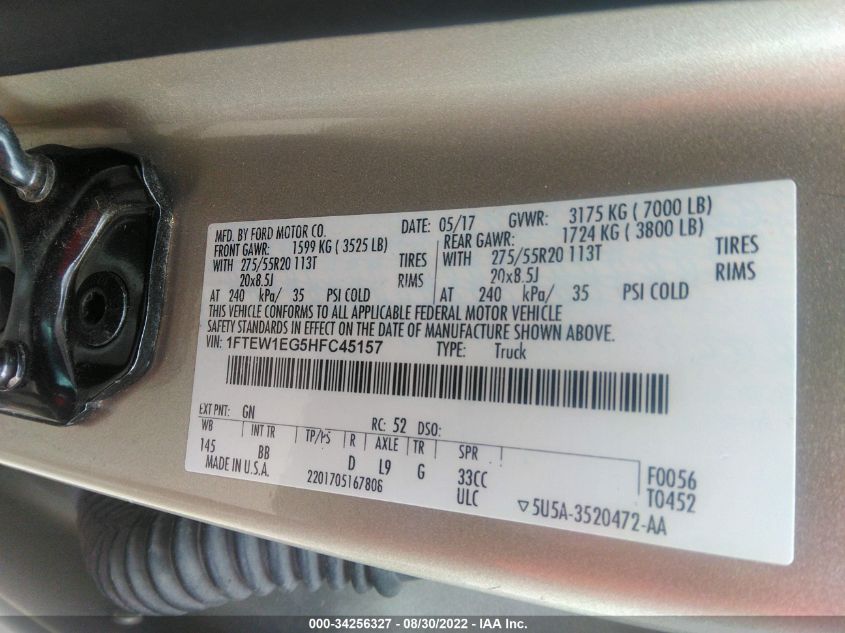 MFD. BY FORD MOTOR CO. DATE: 05/17 GVWR: 3175 KG ( 7000 LB)
FRONT GAWR: 1599 KG ( 3525 LB) REAR GAWR: 1724 KG ( 3800 LB)
WITH 275/55R20 113T TIRES WITH 275/55R20 113T TIRES
20x8.5J RIMS 20x8.5J RIMS
AT 240 kPa/ 35 PSI COLD AT 240 kPa/ 35 PSI COLD
THIS VEHICLE CONFORMS TO ALL APPLICABLE FEDERAL MOTOR VEHICLE
SAFETY STANDARDS IN EFFECT ON THE DATE OF MANUFACTURE SHOWN ABOVE.
VIN: 1FTEW1EG5HFC45157 TYPE: Truck
EXT PNT: GN RC: 52 DSO:
WB INT TR TP/PS R AXLE TR SPR
145 BB D L9 G 33CC F0056
MADE IN U.S.A. 2201705167806 ULC T0452
▽5U5A-3520472-AA
000-34256327 - 08/30/2022 - IAA Inc.